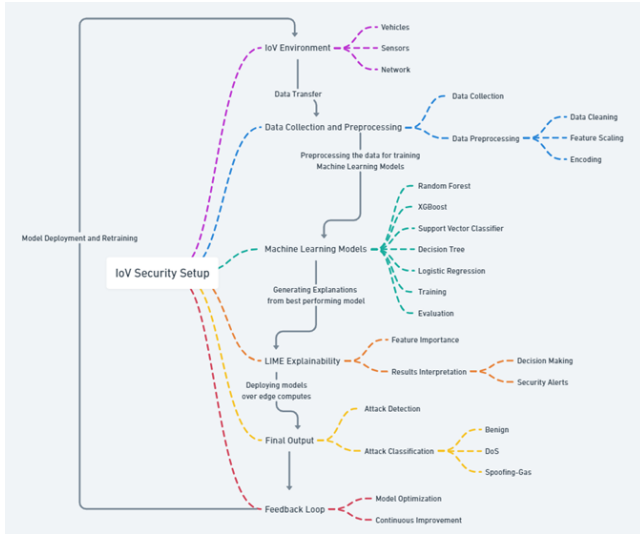 Vehicles
IoV Environment
Sensors
Network
Data Transfer
Data Collection
Data Collection and Preprocessing
Data Preprocessing
Data Cleaning
Feature Scaling
Encoding
Preprocessing the data for training
Machine Learning Models
Random Forest
XGBoost
Support Vector Classifier
Model Deployment and Retraining
Machine Learning Models
Decision Tree
Logistic Regression
Training
Evaluation
IoV Security Setup
Generating Explanations
from best performing model
Feature Importance
LIME Explainability
Results Interpretation
Decision Making
Security Alerts
Deploying models
over edge computes
Attack Detection
Final Output
Attack Classification
Benign
DoS
Spoofing-Gas
Model Optimization
Feedback Loop
Continuous Improvement